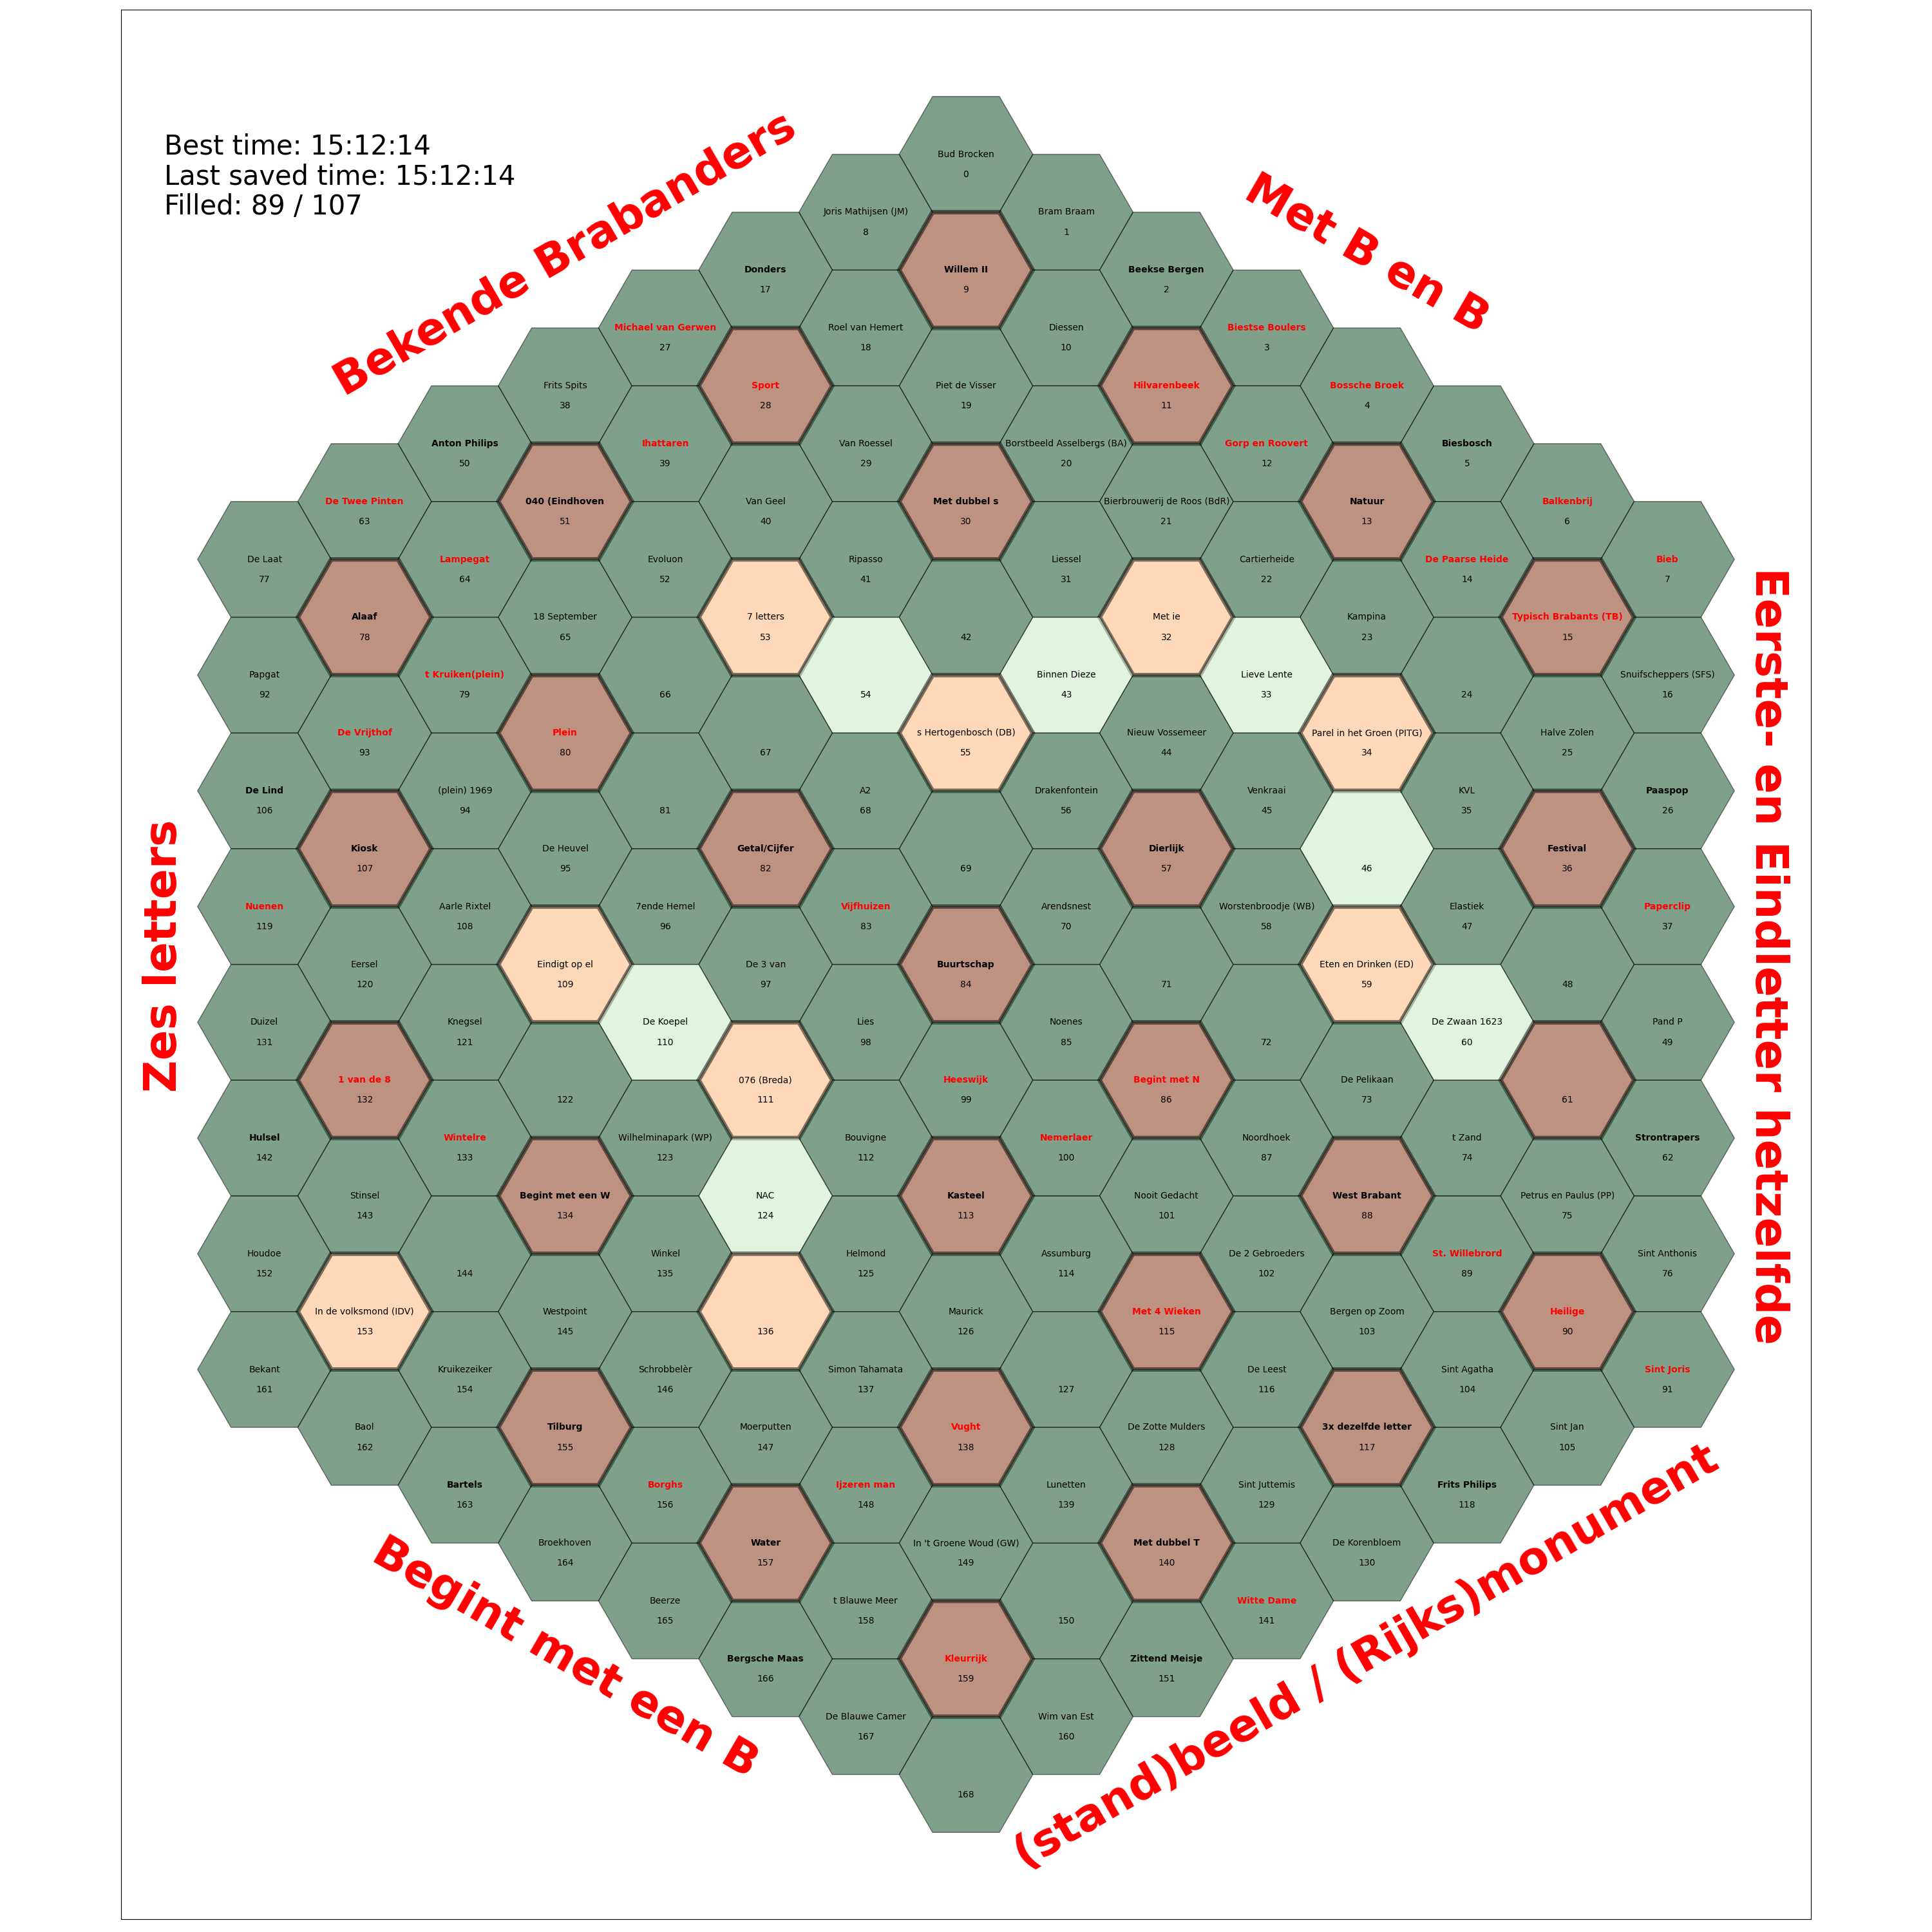 Best time: 15:12:14
Last saved time: 15:12:14
Filled: 89 / 107
Bekende Brabanders
Met B en B
Eerste- en Eindletter hetzelfde
(stand)beeld / (Rijks)monument
Begint met een B
Zes letters
Bud Brocken
0
Bram Braam
1
Beekse Bergen
2
Biestse Boulers
3
Bossche Broek
4
Biesbosch
5
Balkenbrij
6
Bieb
7
Joris Mathijsen (JM)
8
Willem II
9
Diessen
10
Hilvarenbeek
11
Gorp en Roovert
12
Natuur
13
De Paarse Heide
14
Typisch Brabants (TB)
15
Snuifscheppers (SFS)
16
Donders
17
Roel van Hemert
18
Piet de Visser
19
Borstbeeld Asselbergs (BA)
20
Bierbrouwerij de Roos (BdR)
21
Cartierheide
22
Kampina
23
24
Halve Zolen
25
Paaspop
26
Michael van Gerwen
27
Sport
28
Van Roessel
29
Met dubbel s
30
Liessel
31
Met ie
32
Lieve Lente
33
Parel in het Groen (PITG)
34
KVL
35
Festival
36
Paperclip
37
Frits Spits
38
Ihattaren
39
Van Geel
40
Ripasso
41
42
Binnen Dieze
43
Nieuw Vossemeer
44
Venkraai
45
46
Elastiek
47
48
Pand P
49
Anton Philips
50
040 (Eindhoven
51
Evoluon
52
7 letters
53
54
s Hertogenbosch (DB)
55
Drakenfontein
56
Dierlijk
57
Worstenbroodje (WB)
58
Eten en Drinken (ED)
59
De Zwaan 1623
60
61
Strontrapers
62
De Twee Pinten
63
Lampegat
64
18 September
65
66
67
A2
68
69
Arendsnest
70
71
72
De Pelikaan
73
t Zand
74
Petrus en Paulus (PP)
75
Sint Anthonis
76
De Laat
77
Alaaf
78
t Kruiken(plein)
79
Plein
80
81
Getal/Cijfer
82
Vijfhuizen
83
Buurtschap
84
Noenes
85
Begint met N
86
Noordhoek
87
West Brabant
88
St. Willebrord
89
Heilige
90
Sint Joris
91
Papgat
92
De Vrijthof
93
(plein) 1969
94
De Heuvel
95
7ende Hemel
96
De 3 van
97
Lies
98
Heeswijk
99
Nemerlaer
100
Nooit Gedacht
101
De 2 Gebroeders
102
Bergen op Zoom
103
Sint Agatha
104
Sint Jan
105
De Lind
106
Kiosk
107
Aarle Rixtel
108
Eindigt op el
109
De Koepel
110
076 (Breda)
111
Bouvigne
112
Kasteel
113
Assumburg
114
Met 4 Wieken
115
De Leest
116
3x dezelfde letter
117
Frits Philips
118
Nuenen
119
Eersel
120
Knegsel
121
122
Wilhelminapark (WP)
123
NAC
124
Helmond
125
Maurick
126
127
De Zotte Mulders
128
Sint Juttemis
129
De Korenbloem
130
Duizel
131
1 van de 8
132
Wintelre
133
Begint met een W
134
Winkel
135
136
Simon Tahamata
137
Vught
138
Lunetten
139
Met dubbel T
140
Witte Dame
141
Hulsel
142
Stinsel
143
144
Westpoint
145
Schrobbelèr
146
Moerputten
147
Ijzeren man
148
In 't Groene Woud (GW)
149
150
Zittend Meisje
151
Houdoe
152
In de volksmond (IDV)
153
Kruikezeiker
154
Tilburg
155
Borghs
156
Water
157
t Blauwe Meer
158
Kleurrijk
159
Wim van Est
160
Bekant
161
Baol
162
Bartels
163
Broekhoven
164
Beerze
165
Bergsche Maas
166
De Blauwe Camer
167
168